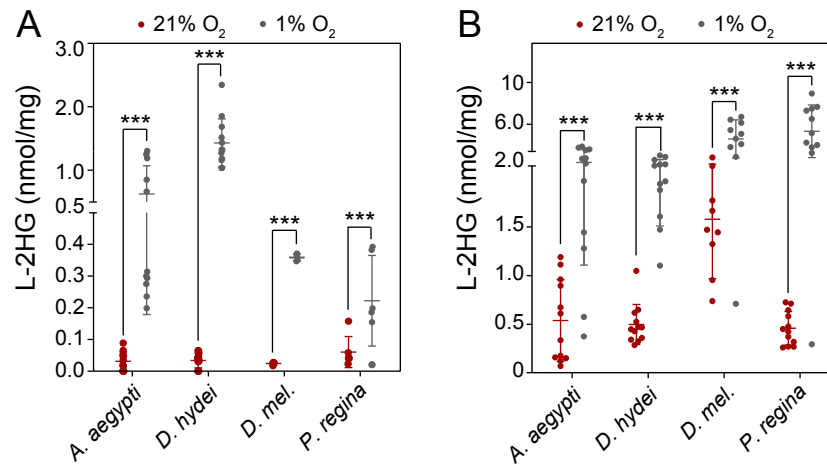 A
21% O2 1% O2
L-2HG (nmol/mg)
3.0
2.0
1.0
0.5
0.4
0.3
0.2
0.1
0.0
***
***
***
***
A. aegypti
D. hydei
D. mel.
P. regina
B
21% O2 1% O2
L-2HG (nmol/mg)
10
6.0
2.0
1.5
1.0
0.5
0.0
***
***
***
***
A. aegypti
D. hydei
D. mel.
P. regina